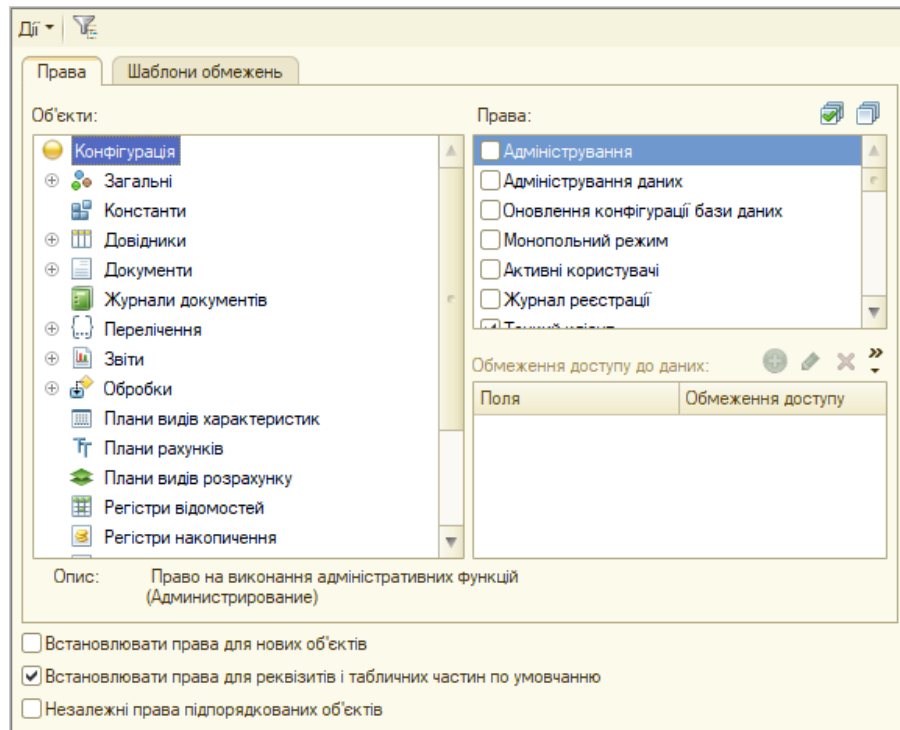 Дії
Права
Шаблони обмежень
Об'єкти:
Конфігурація
Загальні
Константи
Довідники
Документи
Журнали документів
Перелічення
Звіти
Обробки
Плани видів характеристик
Плани рахунків
Плани видів розрахунку
Регістри відомостей
Регістри накопичення
Права:
Адміністрування
Адміністрування даних
Оновлення конфігурації бази даних
Монопольний режим
Активні користувачі
Журнал реєстрації
Обмеження доступу до даних:
Поля
Обмеження доступу
Опис: Право на виконання адміністративних функцій
(Администрирование)
Встановлювати права для нових об'єктів
Встановлювати права для реквізитів і табличних частин по умовчанню
Незалежні права підпорядкованих об'єктів